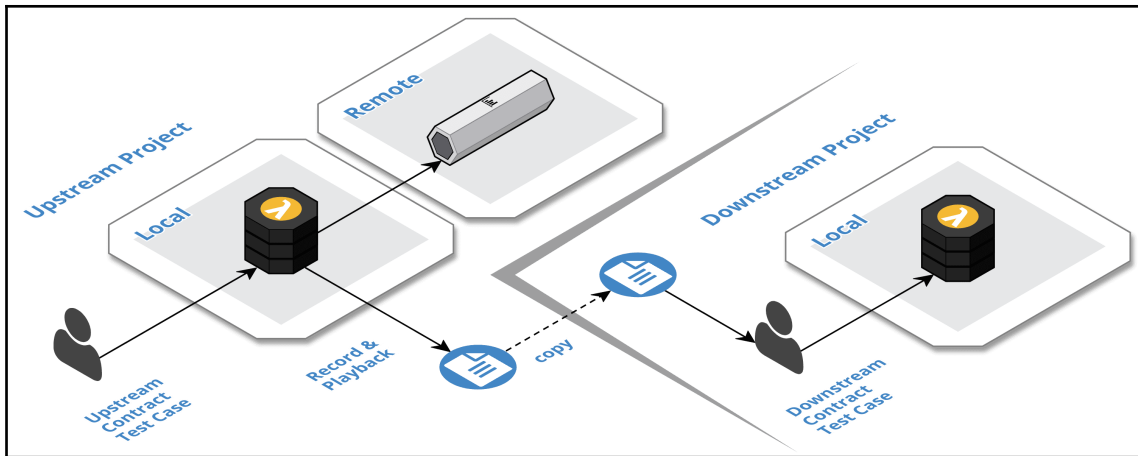 Upstream Project
Remote
Local
Record &
Playback
Upstream
Contract
Test Case
copy
Downstream Project
Local
Downstream
Contract
Test Case